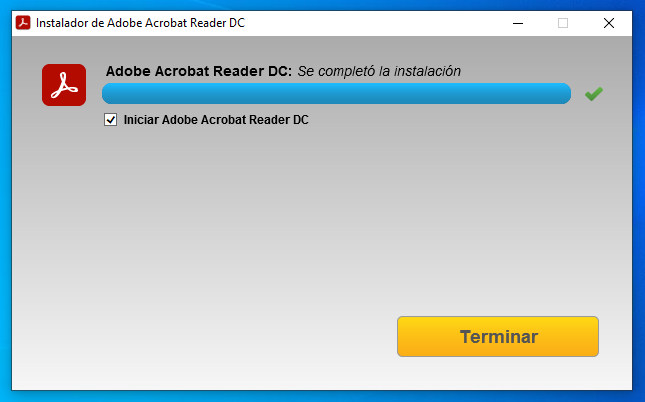 Instalador de Adobe Acrobat Reader DC
Adobe Acrobat Reader DC: Se completó la instalación
Iniciar Adobe Acrobat Reader DC
Terminar